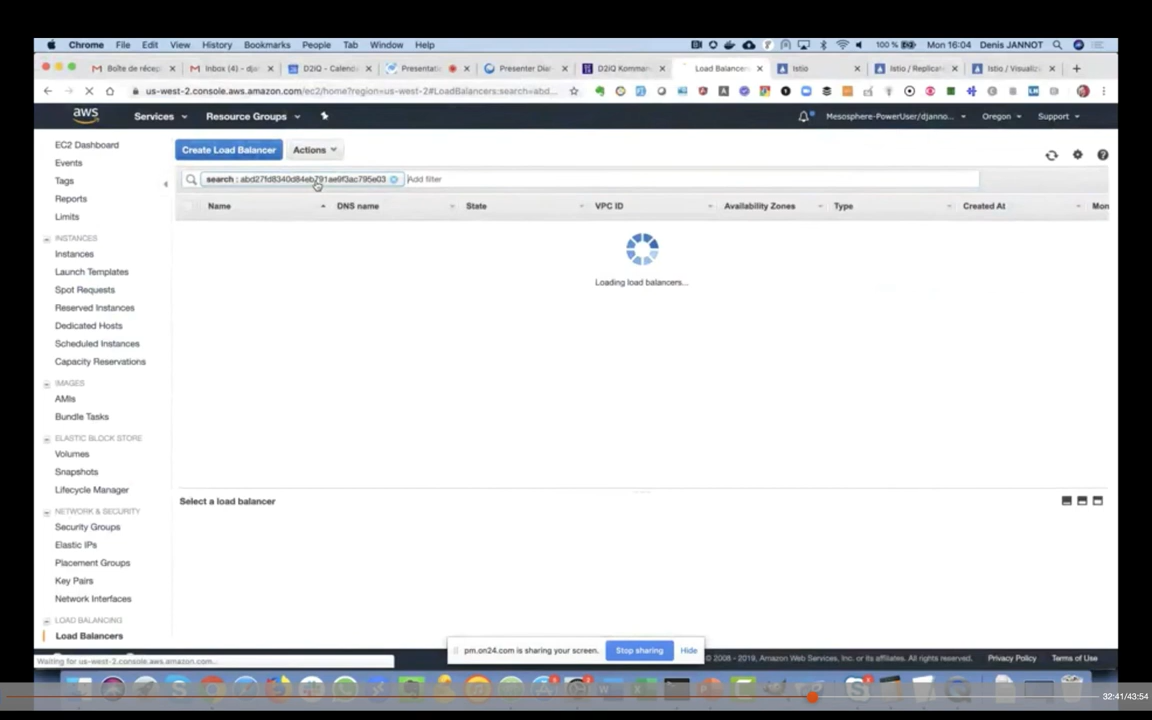 Chrome File Edit View History Bookmarks People Tab Window Help 100 % Mon 16:04 Denis JANNOT
Boîte de récep Inbox (4) - djan D2iQ - Calend Presentati Presenter Dia D2iQ Komman Load Balancer Istio Istio / Replicat Istio / Visualiz
us-west-2.console.aws.amazon.com/ec2/home?region=us-west-2#LoadBalancers:search=abd...
aws Services Resource Groups Mesosphere-PowerUser/djanno... Oregon Support
EC2 Dashboard
Events
Tags
Reports
Limits
INSTANCES
Instances
Launch Templates
Spot Requests
Reserved Instances
Dedicated Hosts
Scheduled Instances
Capacity Reservations
IMAGES
AMIs
Bundle Tasks
ELASTIC BLOCK STORE
Volumes
Snapshots
Lifecycle Manager
NETWORK & SECURITY
Security Groups
Elastic IPs
Placement Groups
Key Pairs
Network Interfaces
LOAD BALANCING
Load Balancers
Create Load Balancer Actions
search : abd27fd8340d84eb791ae9f3ac795e03 Add filter
Name DNS name State VPC ID Availability Zones Type Created At Mon
Loading load balancers...
Select a load balancer
pm.on24.com is sharing your screen. Stop sharing Hide
© 2008 - 2019, Amazon Web Services, Inc. or its affiliates. All rights reserved. Privacy Policy Terms of Use
Waiting for us-west-2.console.aws.amazon.com...
32:41/43:54